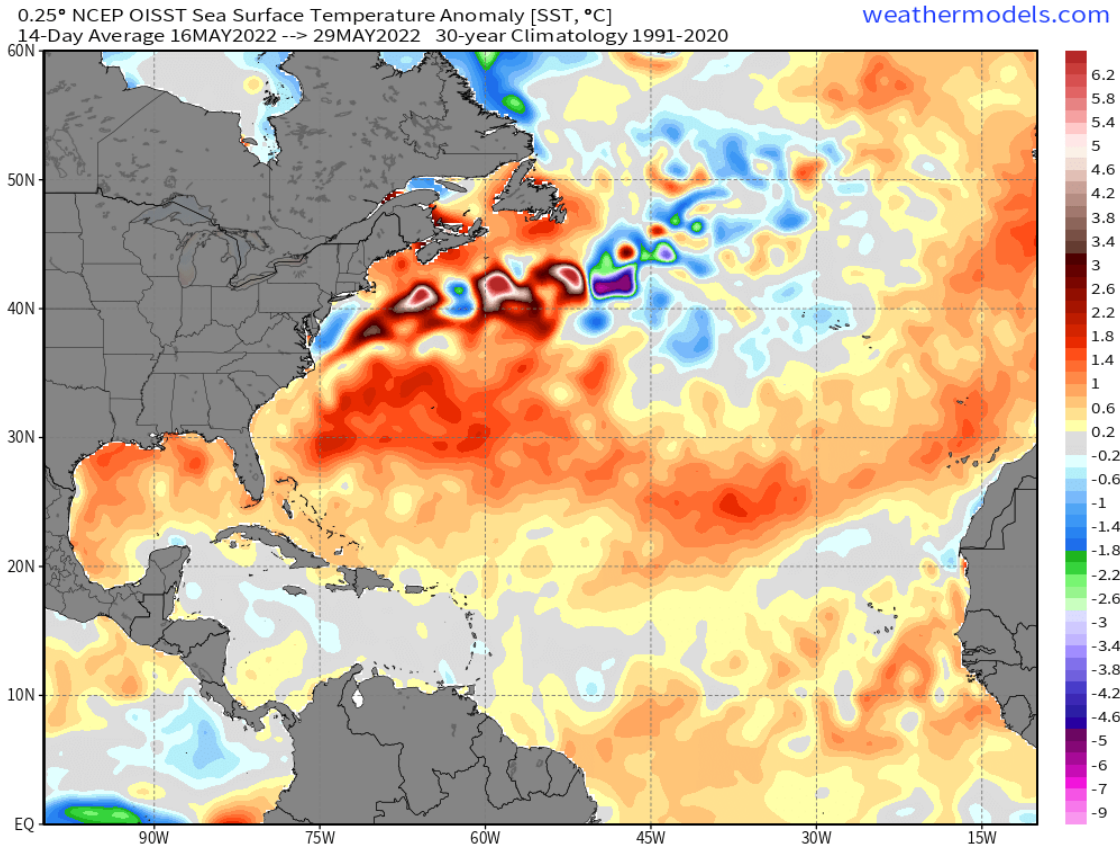 0.25° NCEP OISST Sea Surface Temperature Anomaly [SST, °C]
weathermodels.com
14-Day Average 16MAY2022 --> 29MAY2022 30-year Climatology 1991-2020
60N
50N
40N
30N
20N
10N
EQ
90W
75W
60W
45W
30W
15W
6.2
5.8
5.4
5
4.6
4.2
3.8
3.4
3
2.6
2.2
1.8
1.4
1
0.6
0.2
-0.2
-0.6
-1
-1.4
-1.8
-2.2
-2.6
-3
-3.4
-3.8
-4.2
-4.6
-5
-6
-7
-9